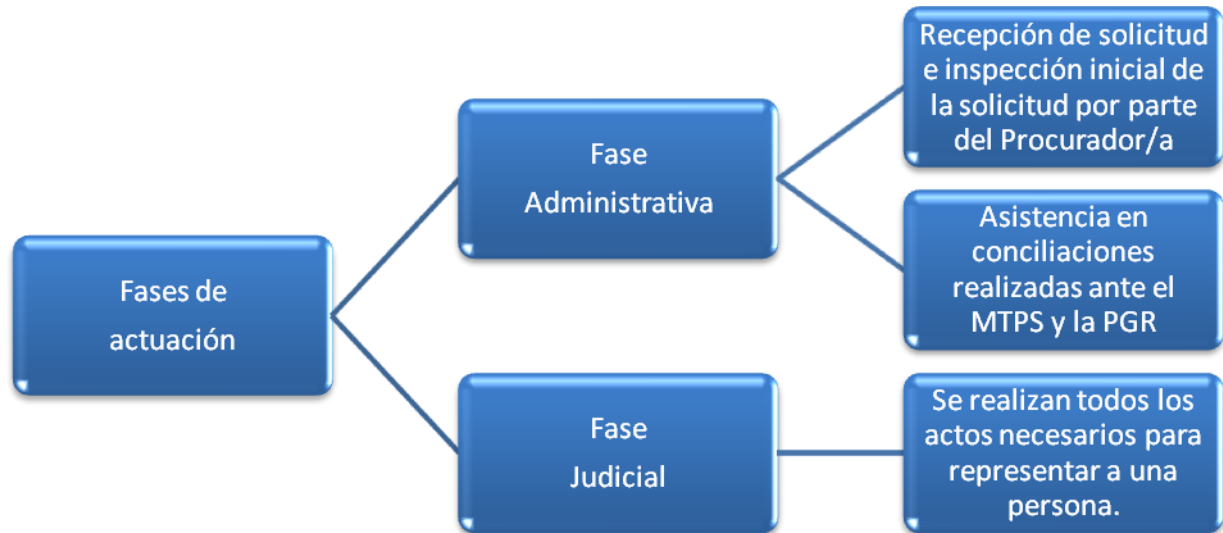 Fases de
actuación
Fase
Administrativa
Recepción de solicitud
e inspección inicial de
la solicitud por parte
del Procurador/a
Asistencia en
conciliaciones
realizadas ante el
MTPS y la PGR
Fase
Judicial
Se realizan todos los
actos necesarios para
representar a una
persona.